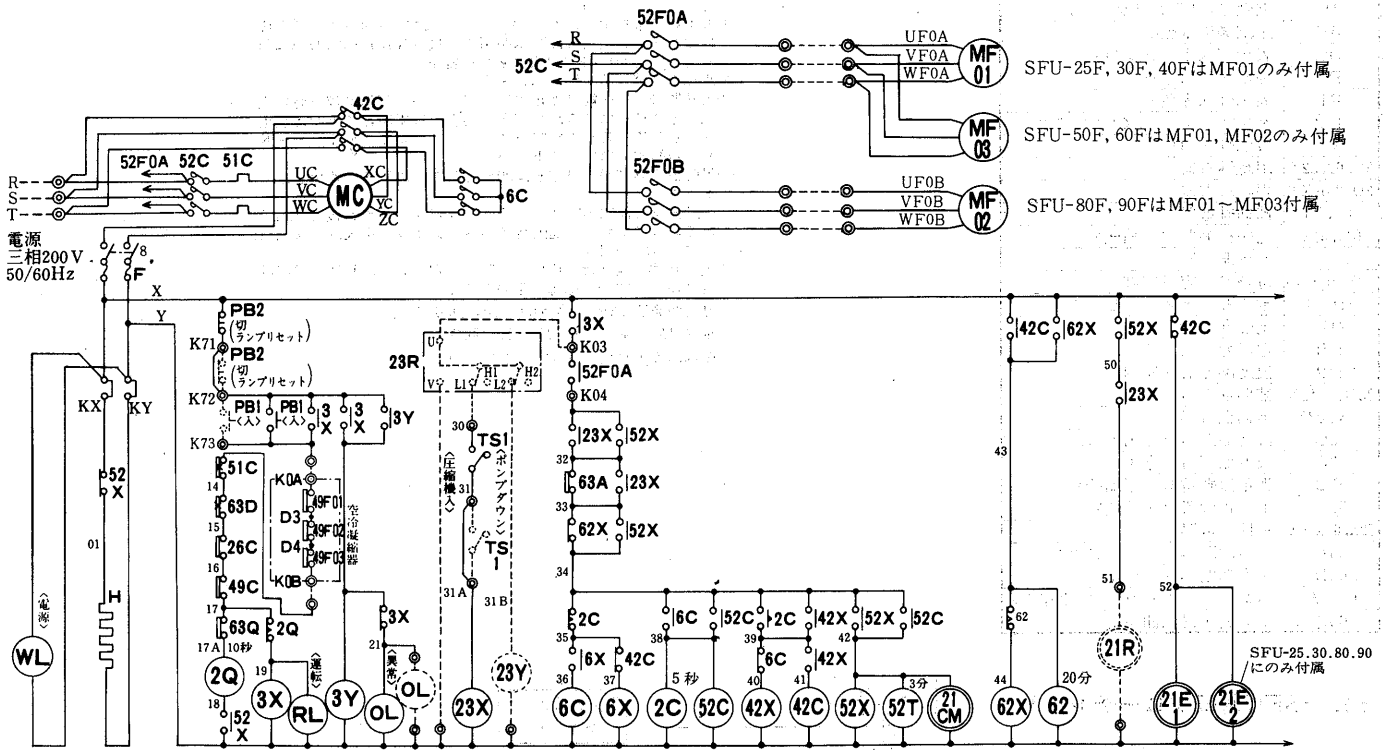 52F0A
R
S
T
52C
UF0A
VF0A
WF0A
MF
01
SFU-25F, 30F, 40FはMF01のみ付属
MF
03
SFU-50F, 60FはMF01, MF02のみ付属
52F0B
UF0B
VF0B
WF0B
MF
02
SFU-80F, 90FはMF01～MF03付属
42C
52F0A
52C
51C
R
S
T
UC
VC
WC
MC
XC
YC
ZC
6C
電源
三相200V
50/60Hz
8
F
X
Y
KX
KY
52
X
01
H
〈電源〉
WL
PB2
(切
ランプリセット)
K71
PB2
(切
ランプリセット)
K72
PB1
〈入〉
PB1
〈入〉
3
X
3
X
3Y
K73
51C
14
63D
15
26C
16
49C
17
63Q
17A
10秒
2Q
18
52
X
2Q
19
3X
〈運転〉
RL
K0A
49F01
D3
49F02
D4
49F03
K0B
空冷凝縮器
3Y
3X
21
〈異常〉
OL
OL
23R
U
V
L1
H1
L2
H2
30
TS1
〈圧縮機入〉
31
〈ポンプダウン〉
TS
1
31A
31B
23X
23Y
3X
K03
52F0A
K04
23X
52X
32
63A
23X
33
62X
52X
34
2C
35
6X
42C
36
37
6C
6X
6C
52C
38
5秒
2C
52C
2C
42X
39
6C
42X
40
41
42X
42C
52X
52C
42
3分
52X
52T
21
CM
42C
62X
43
62
44
20分
62X
62
52X
50
23X
51
21R
42C
52
21E
1
21E
2
SFU-25.30.80.90
にのみ付属